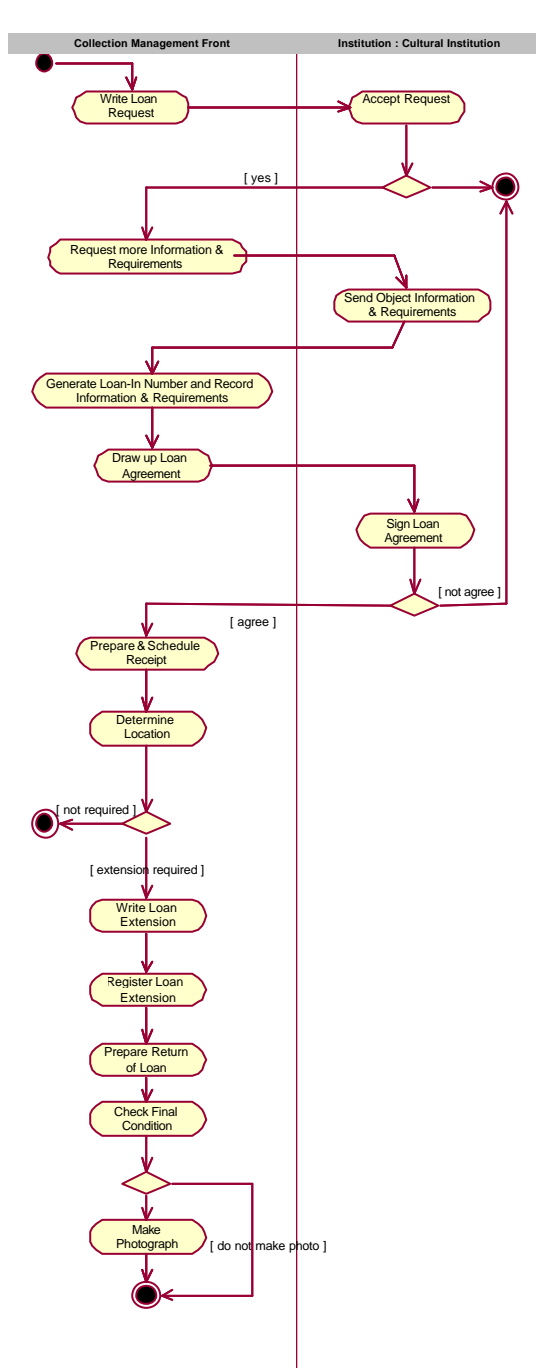 Collection Management Front
Institution : Cultural Institution
Write Loan
Request
Accept Request
[ yes ]
Request more Information &
Requirements
Send Object Information
& Requirements
Generate Loan-In Number and Record
Information & Requirements
Draw up Loan
Agreement
Sign Loan
Agreement
[ not agree ]
[ agree ]
Prepare & Schedule
Receipt
Determine
Location
[ not required ]
[ extension required ]
Write Loan
Extension
Register Loan
Extension
Prepare Return
of Loan
Check Final
Condition
Make
Photograph
[ do not make photo ]